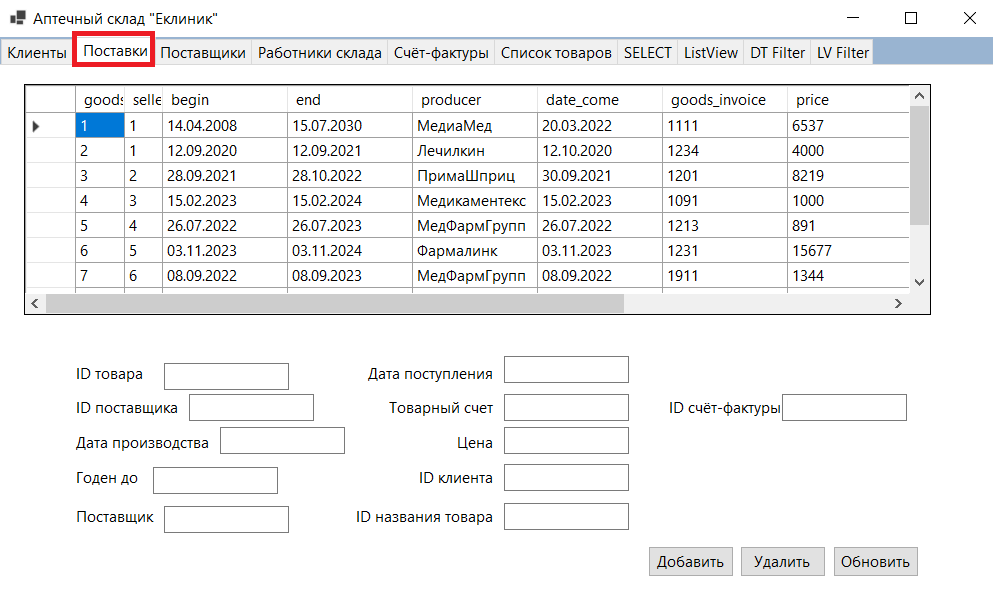 Аптечный склад "Еклиник"
Клиенты Поставки Поставщики Работники склада Счёт-фактуры Список товаров SELECT ListView DT Filter LV Filter
goods selle begin end producer date_come goods_invoice price
1 1 14.04.2008 15.07.2030 МедиаМед 20.03.2022 1111 6537
2 1 12.09.2020 12.09.2021 Лечилкин 12.10.2020 1234 4000
3 2 28.09.2021 28.10.2022 ПримаШприц 30.09.2021 1201 8219
4 3 15.02.2023 15.02.2024 Медикаментекс 15.02.2023 1091 1000
5 4 26.07.2022 26.07.2023 МедФармГрупп 26.07.2022 1213 891
6 5 03.11.2023 03.11.2024 Фармалинк 03.11.2023 1231 15677
7 6 08.09.2022 08.09.2023 МедФармГрупп 08.09.2022 1911 1344
ID товара Дата поступления
ID поставщика Товарный счет ID счёт-фактуры
Дата производства Цена
Годен до ID клиента
Поставщик ID названия товара
Добавить Удалить Обновить